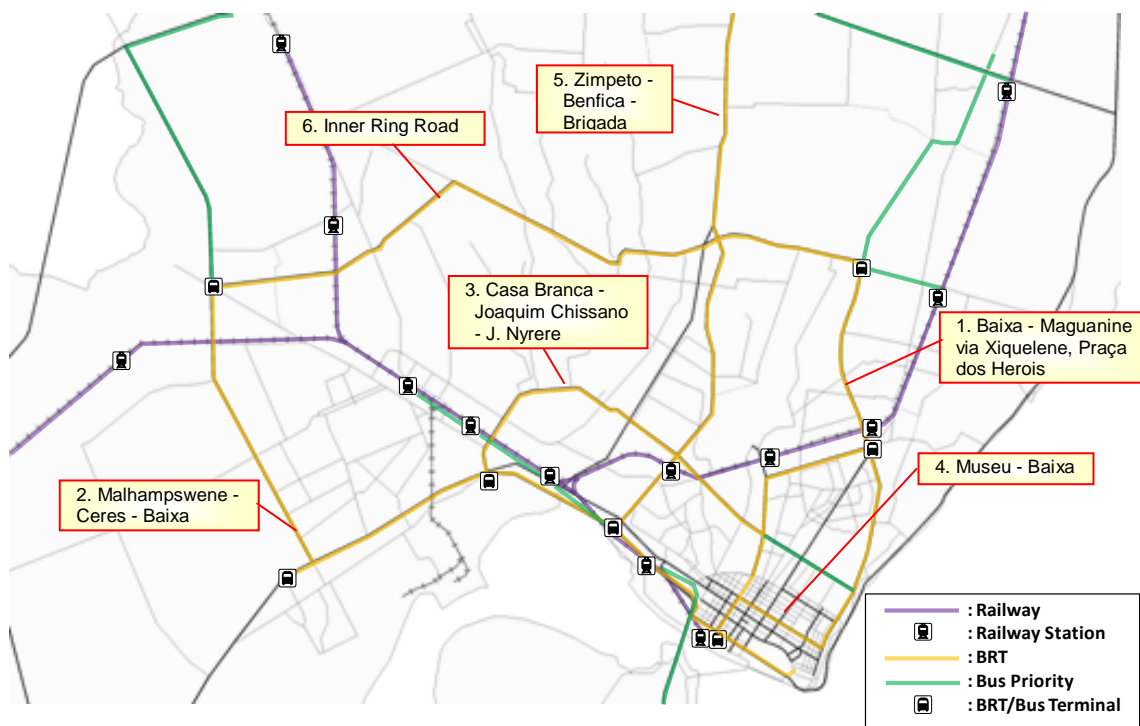 5. Zimpeto -
Benfica -
Brigada
6. Inner Ring Road
3. Casa Branca -
Joaquim Chissano
- J. Nyrere
1. Baixa - Maguanine
via Xiquelene, Praça
dos Herois
4. Museu - Baixa
2. Malhampswene -
Ceres - Baixa
: Railway
: Railway Station
: BRT
: Bus Priority
: BRT/Bus Terminal